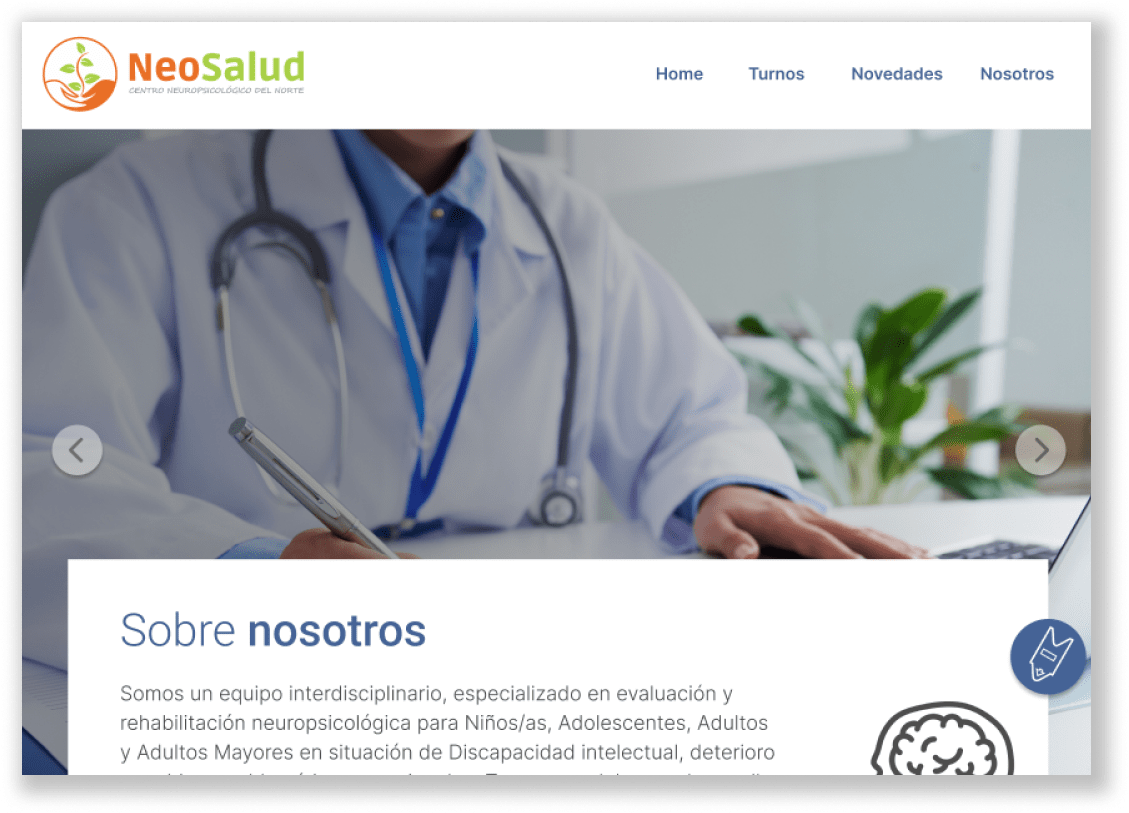 NeoSalud
CENTRO NEUROPSICOLÓGICO DEL NORTE
Home Turnos Novedades Nosotros
Sobre nosotros
Somos un equipo interdisciplinario, especializado en evaluación y
rehabilitación neuropsicológica para Niños/as, Adolescentes, Adultos
y Adultos Mayores en situación de Discapacidad intelectual, deterioro